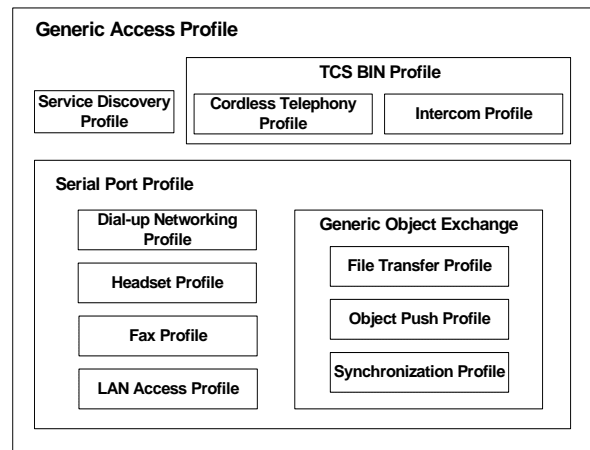 Generic Access Profile
TCS BIN Profile
Service Discovery
Profile
Cordless Telephony
Profile
Intercom Profile
Serial Port Profile
Dial-up Networking
Profile
Headset Profile
Fax Profile
LAN Access Profile
Generic Object Exchange
File Transfer Profile
Object Push Profile
Synchronization Profile